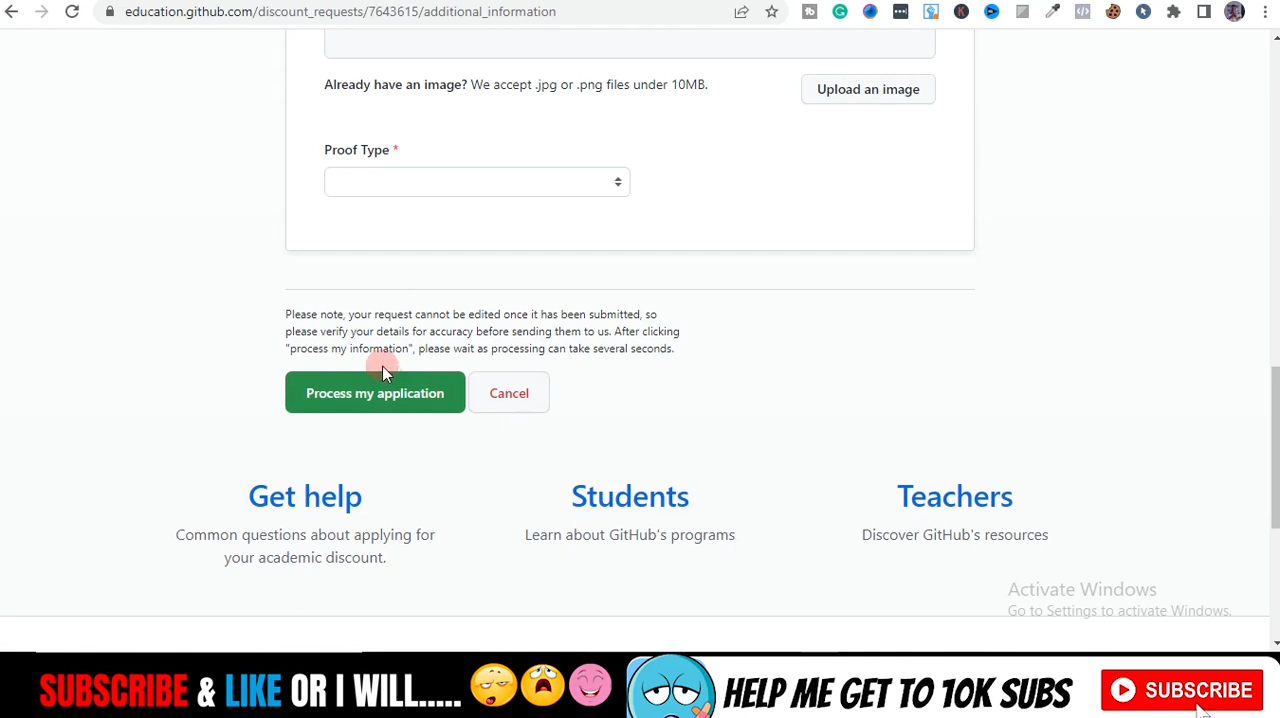 education.github.com/discount_requests/7643615/additional_information
Already have an image? We accept .jpg or .png files under 10MB.
Upload an image
Proof Type *
Please note, your request cannot be edited once it has been submitted, so
please verify your details for accuracy before sending them to us. After clicking
"process my information", please wait as processing can take several seconds.
Process my application
Cancel
Get help
Students
Teachers
Common questions about applying for
your academic discount.
Learn about GitHub's programs
Discover GitHub's resources
Activate Windows
Go to Settings to activate Windows.
SUBSCRIBE & LIKE OR I WILL.....
HELP ME GET TO 10K SUBS
SUBSCRIBE